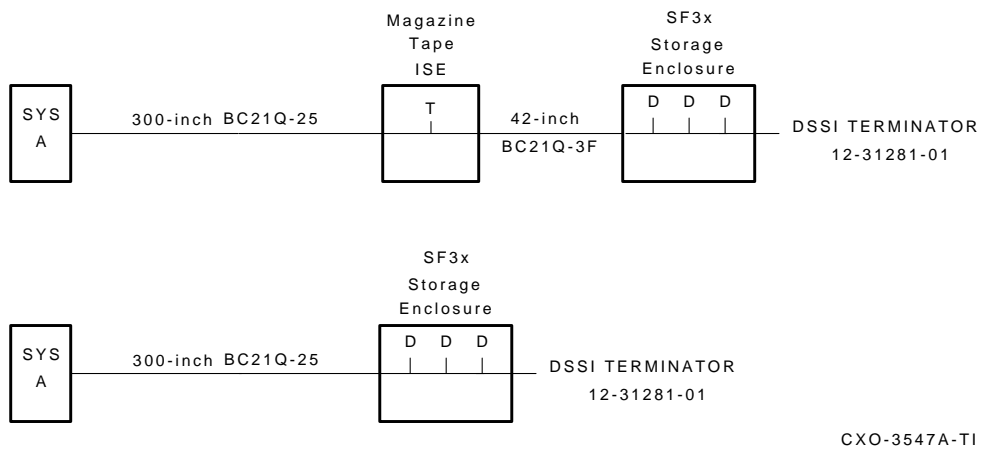 Magazine
Tape
ISE
SF3x
Storage
Enclosure
SYS
A
300-inch BC21Q-25
T
42-inch
BC21Q-3F
D D D
DSSI TERMINATOR
12-31281-01
SF3x
Storage
Enclosure
SYS
A
300-inch BC21Q-25
D D D
DSSI TERMINATOR
12-31281-01
CXO-3547A-TI